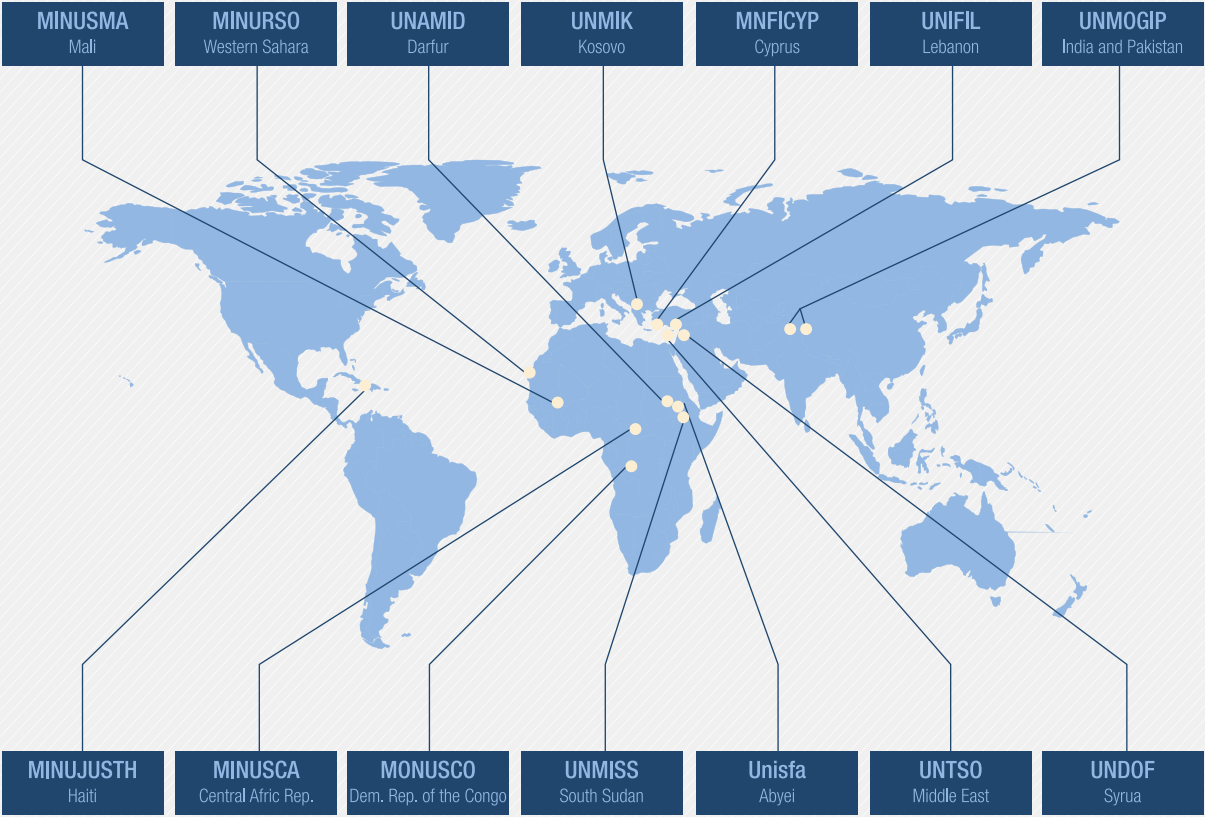 MINUSMA
Mali
MINURSO
Western Sahara
UNAMID
Darfur
UNMIK
Kosovo
MNFICYP
Cyprus
UNIFIL
Lebanon
UNMOGIP
India and Pakistan
MINUJUSTH
Haiti
MINUSCA
Central Afric Rep.
MONUSCO
Dem. Rep. of the Congo
UNMISS
South Sudan
Unisfa
Abyei
UNTSO
Middle East
UNDOF
Syrua